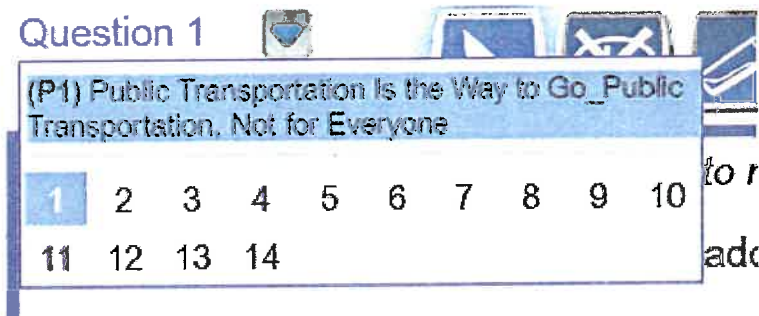 Question 1
(P1) Public Transportation Is the Way to Go_Public
Transportation. Not for Everyone
1 2 3 4 5 6 7 8 9 10
11 12 13 14
to